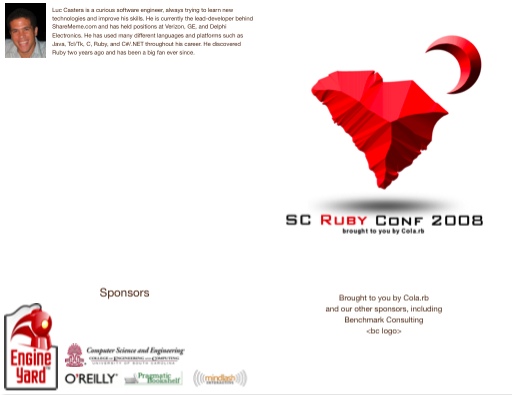 Luc Castera is a curious software engineer, always trying to learn new
technologies and improve his skills. He is currently the lead-developer behind
ShareMeme.com and has held positions at Verizon, GE, and Delphi
Electronics. He has used many different languages and platforms such as
Java, Tcl/Tk, C, Ruby, and C#/.NET throughout his career. He discovered
Ruby two years ago and has been a big fan ever since.
SC Ruby Conf 2008
brought to you by Cola.rb
Sponsors
Engine
Yard
Computer Science and Engineering
College of Engineering and Computing
University of South Carolina
O'REILLY
Pragmatic
Bookshelf
mindflash
Brought to you by Cola.rb
and our other sponsors, including
Benchmark Consulting
<bc logo>